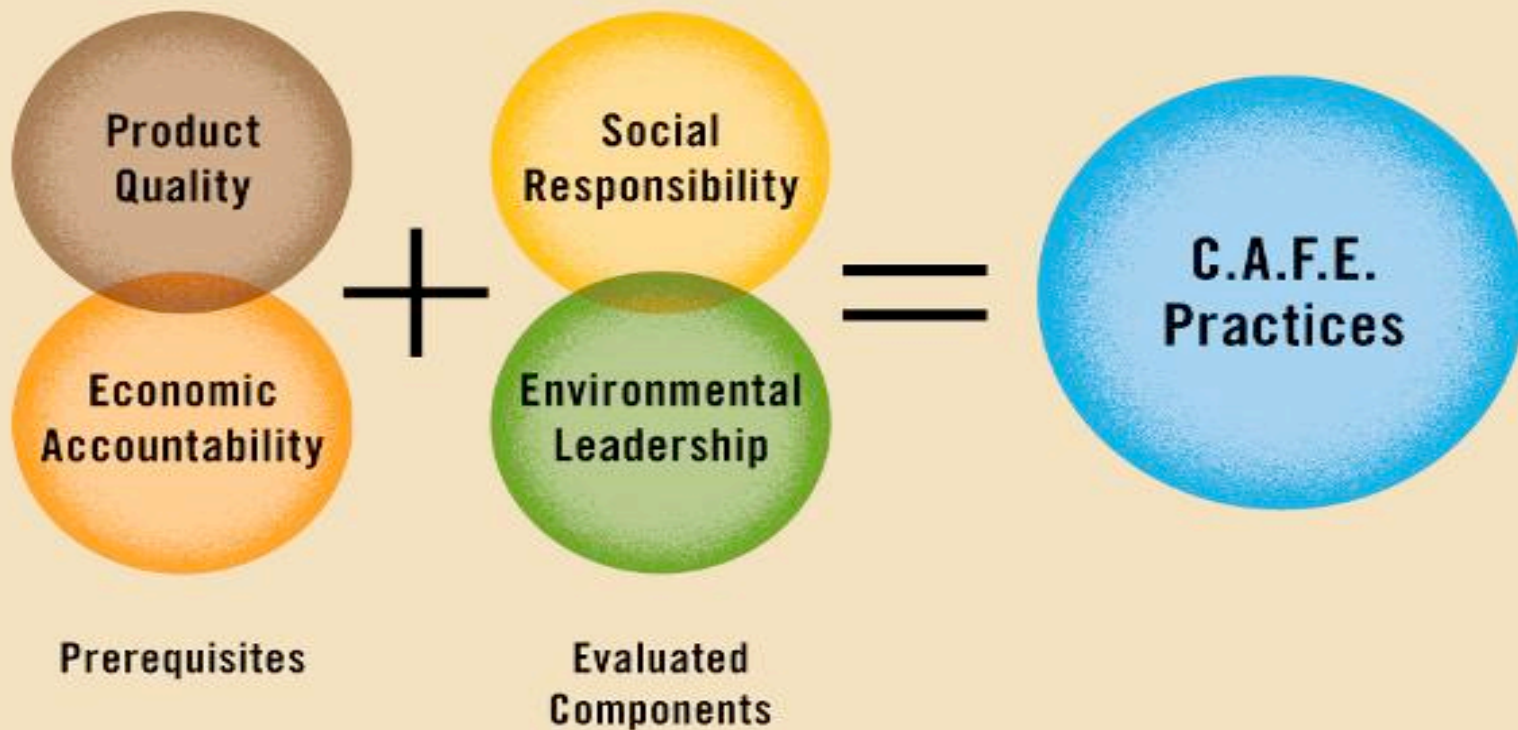 Product
Quality
Economic
Accountability
Prerequisites
Social
Responsibility
Environmental
Leadership
Evaluated
Components
C.A.F.E.
Practices